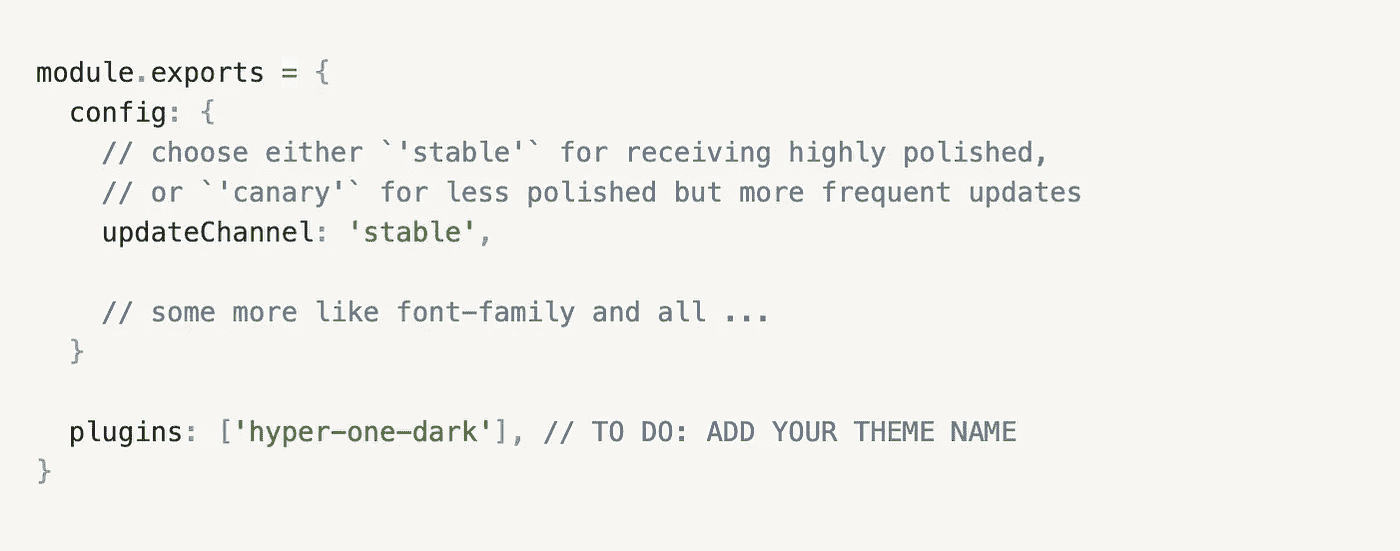 module.exports = {
  config: {
    // choose either `'stable'` for receiving highly polished,
    // or `'canary'` for less polished but more frequent updates
    updateChannel: 'stable',

    // some more like font-family and all ...
  }

  plugins: ['hyper-one-dark'], // TO DO: ADD YOUR THEME NAME
}